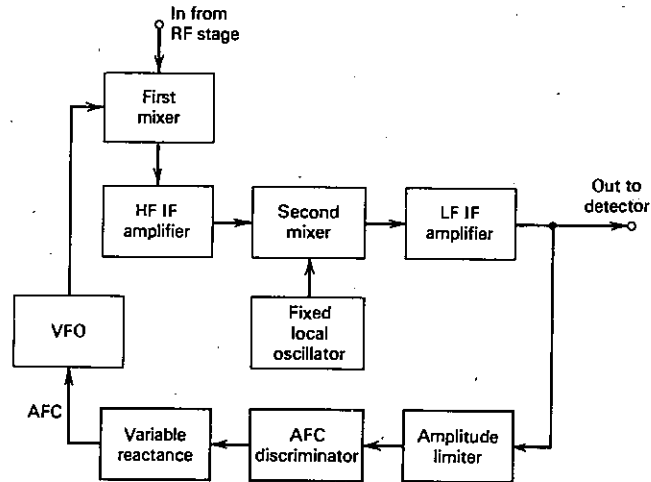 In from
RF stage
First
mixer
HF IF
amplifier
Second
mixer
LF IF
amplifier
Out to
detector
Fixed
local
oscillator
VFO
AFC
Variable
reactance
AFC
discriminator
Amplitude
limiter